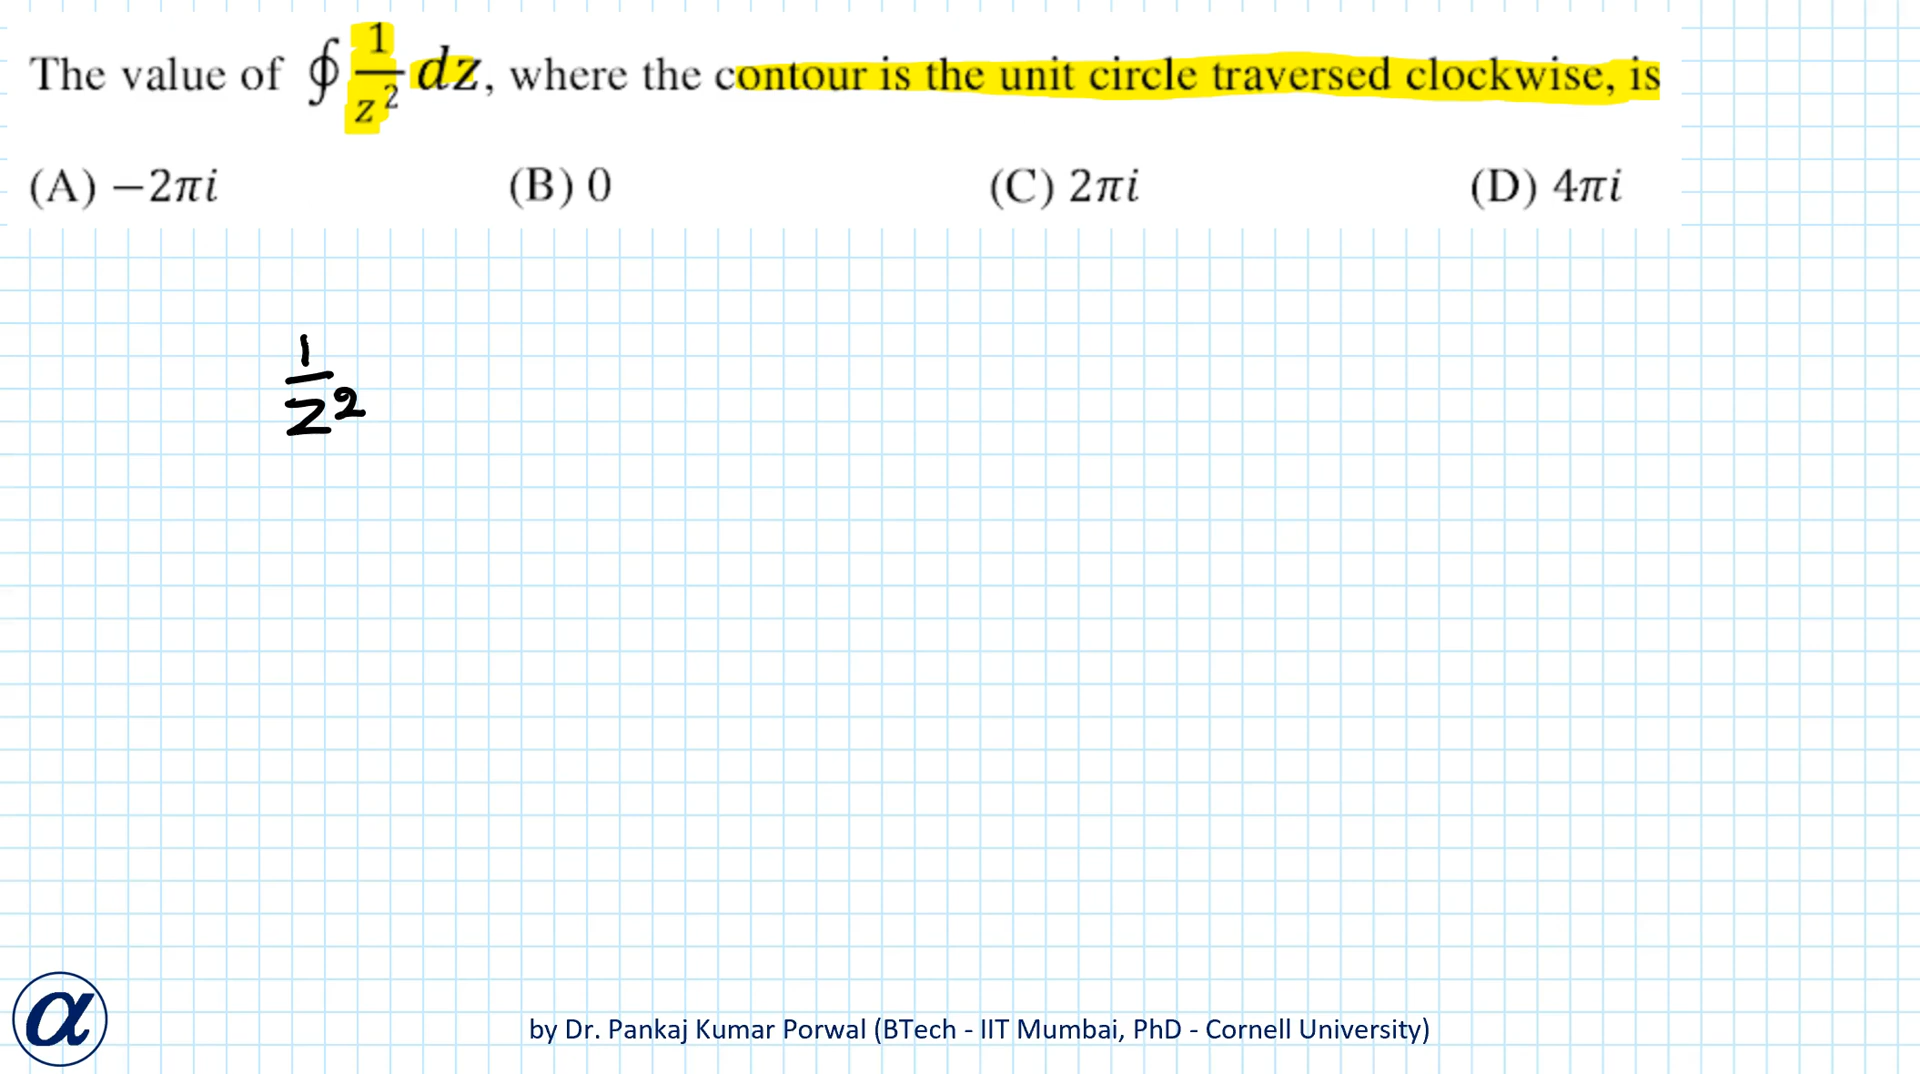 The value of ∮ 1/z² dz, where the contour is the unit circle traversed clockwise, is
(A) −2πi (B) 0 (C) 2πi (D) 4πi
1/z²
α
by Dr. Pankaj Kumar Porwal (BTech - IIT Mumbai, PhD - Cornell University)